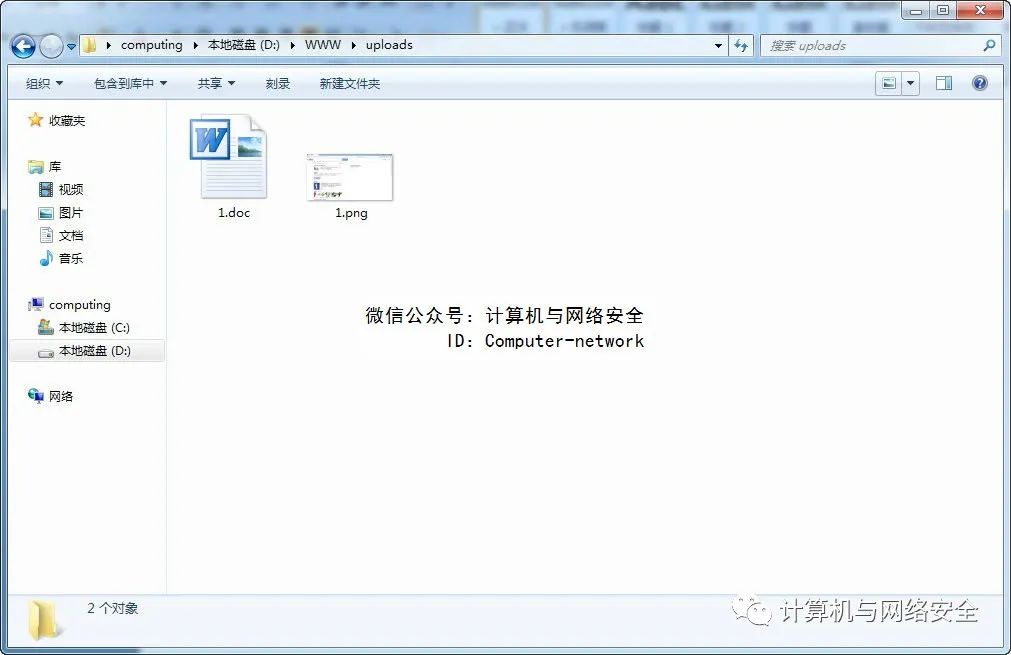 computing 本地磁盘 (D:) WWW uploads 搜索 uploads
组织 包含到库中 共享 刻录 新建文件夹
收藏夹
库
视频
图片
文档
音乐
computing
本地磁盘 (C:)
本地磁盘 (D:)
网络
1.doc 1.png
微信公众号：计算机与网络安全
ID：Computer-network
2 个对象
计算机与网络安全